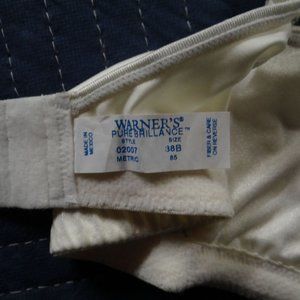 MADE IN
MEXICO
WARNER'S®
PUREBRILLANCE™
STYLE SIZE
02007 38B
METRIC 85
FIBER & CARE
ON REVERSE